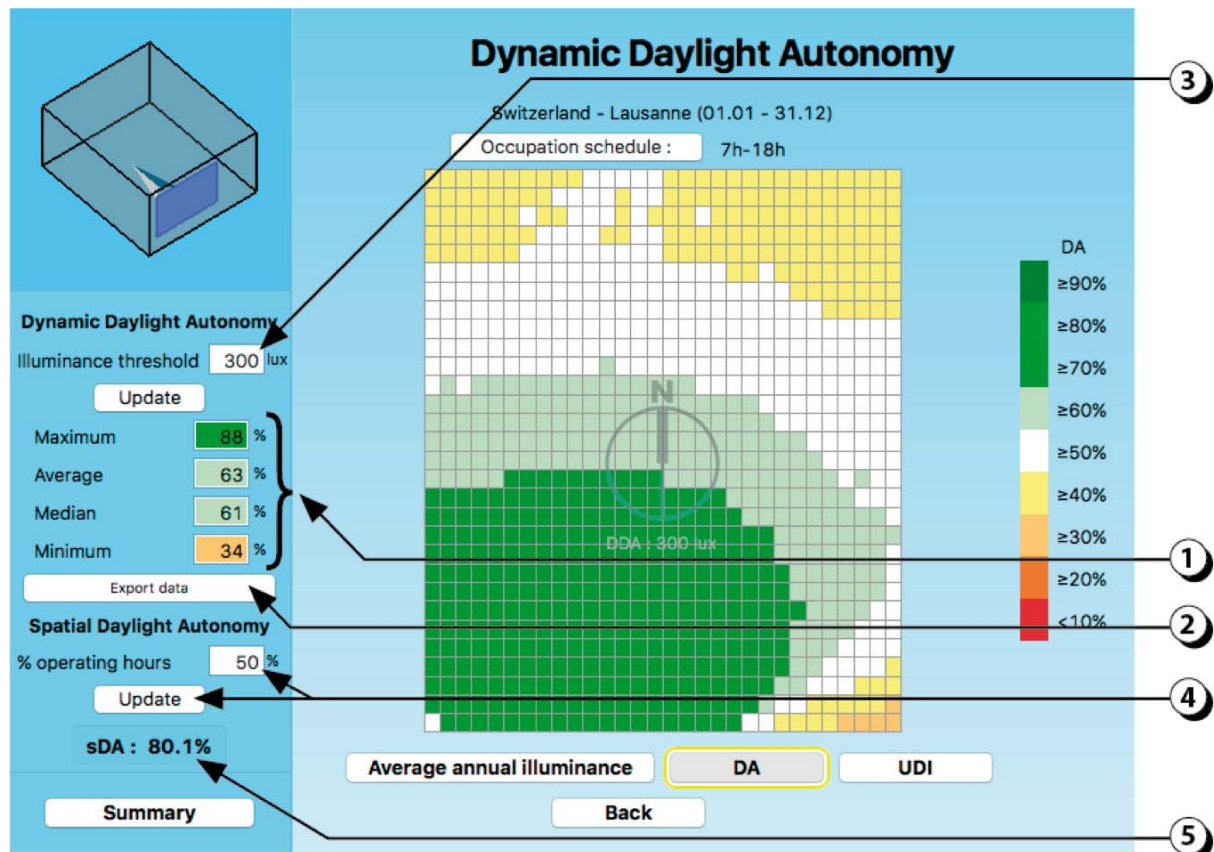 Dynamic Daylight Autonomy
3
Switzerland - Lausanne (01.01 - 31.12)
Occupation schedule :
7h-18h
DA
≥90%
≥80%
≥70%
≥60%
≥50%
≥40%
≥30%
≥20%
<10%
N
DDA : 300 lux
Dynamic Daylight Autonomy
Illuminance threshold 300 lux
Update
Maximum 88 %
Average 63 %
Median 61 %
Minimum 34 %
1
Export data
2
Spatial Daylight Autonomy
% operating hours 50 %
Update
4
sDA : 80.1%
Average annual illuminance DA UDI
Summary
Back
5